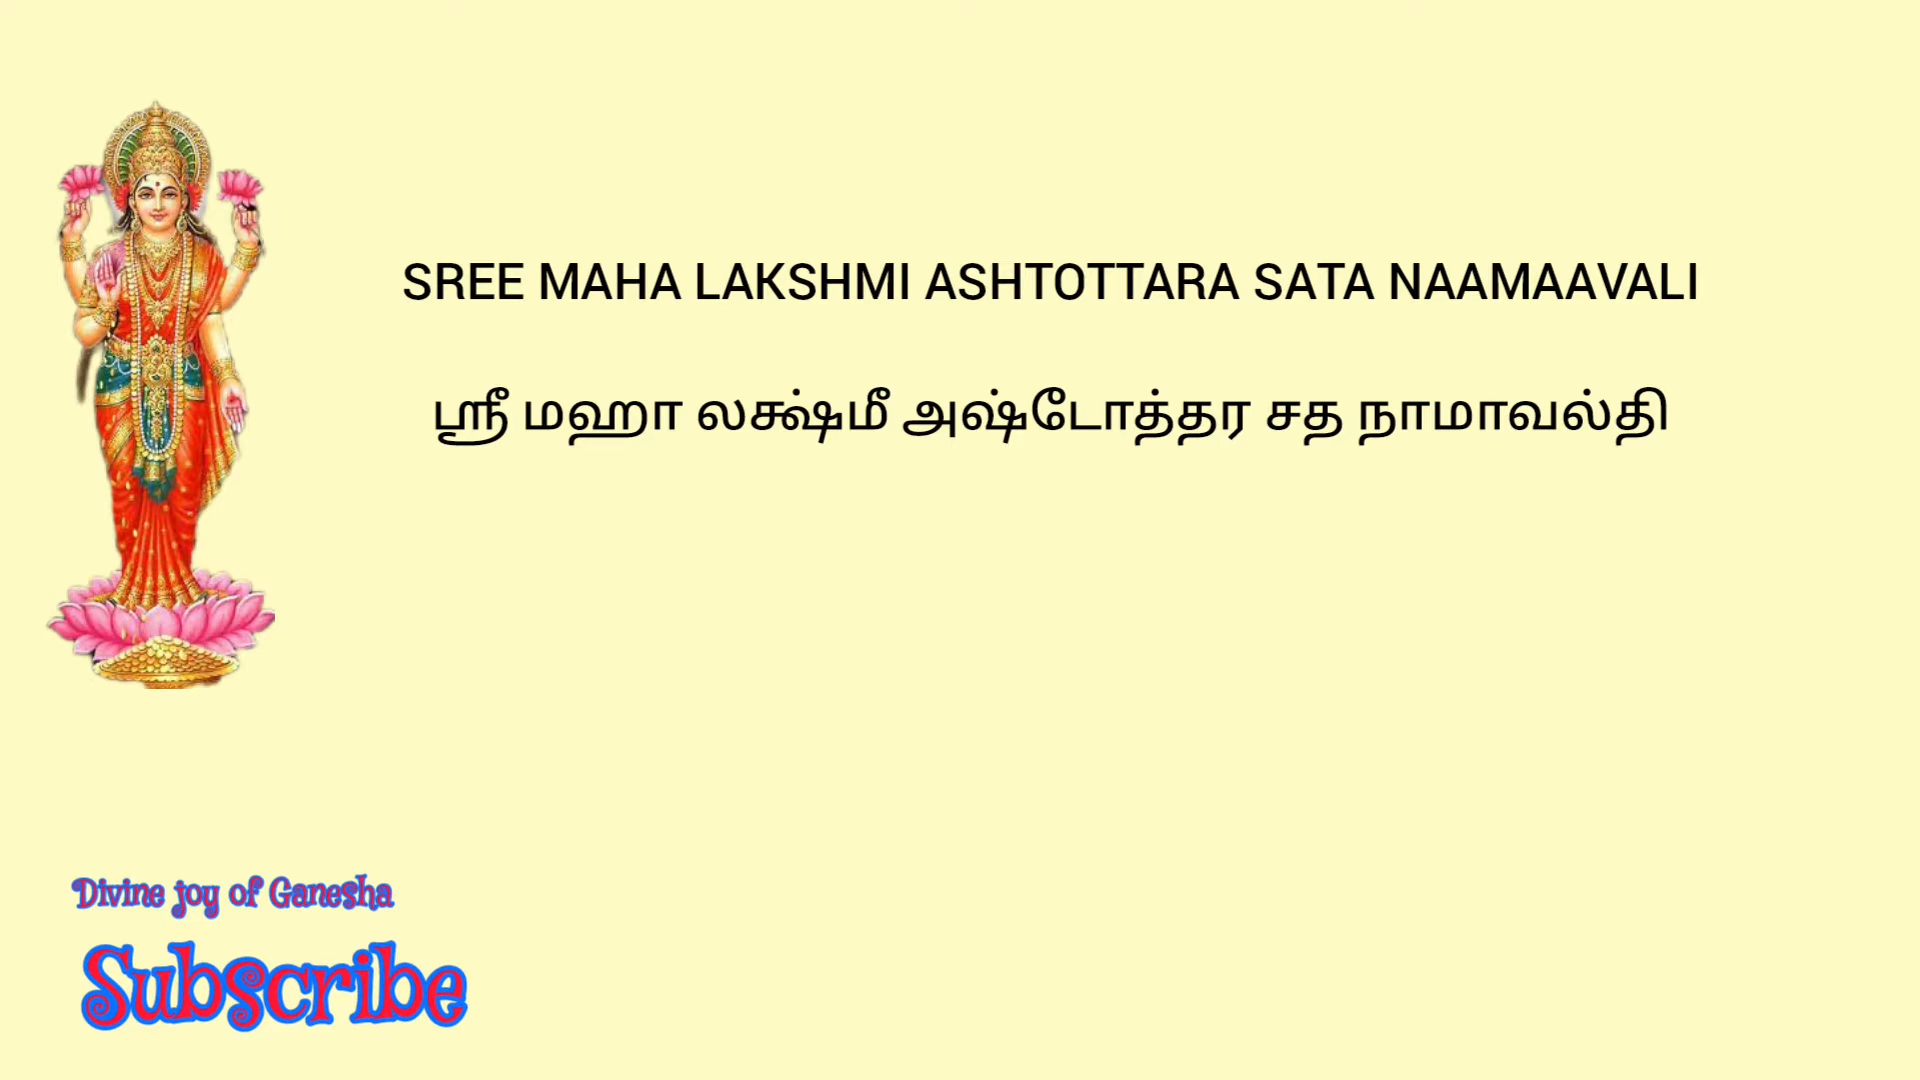 SREE MAHA LAKSHMI ASHTOTTARA SATA NAAMAAVALI
ஸ்ரீ மஹா லக்ஷ்மீ அஷ்டோத்தர சத நாமாவல்தி
Divine joy of Ganesha
Subscribe